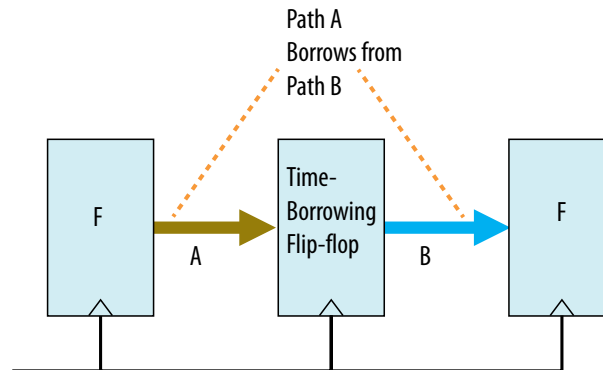 Path A
Borrows from
Path B
F
Time-
Borrowing
Flip-flop
F
A
B